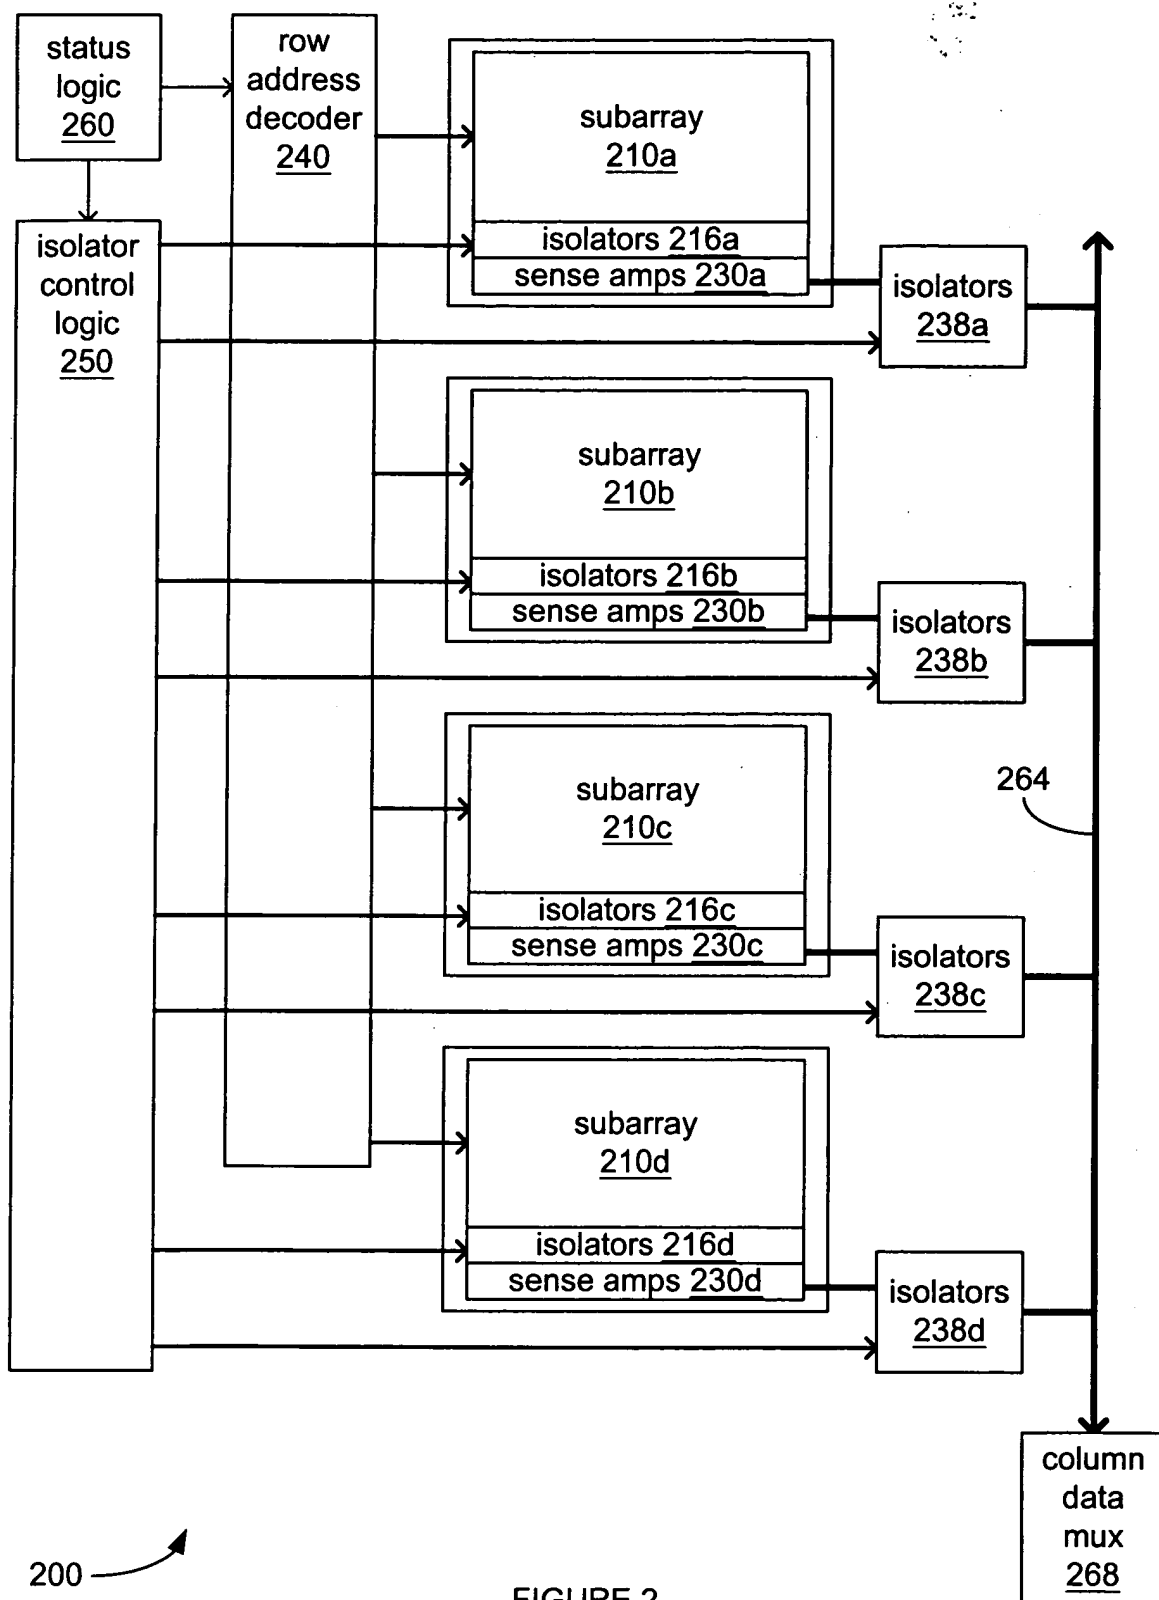 status
logic
260
row
address
decoder
240
subarray
210a
isolators 216a
sense amps 230a
isolator
control
logic
250
isolators
238a
subarray
210b
isolators 216b
sense amps 230b
isolators
238b
subarray
210c
isolators 216c
sense amps 230c
264
isolators
238c
subarray
210d
isolators 216d
sense amps 230d
isolators
238d
column
data
mux
268
200
FIGURE 2